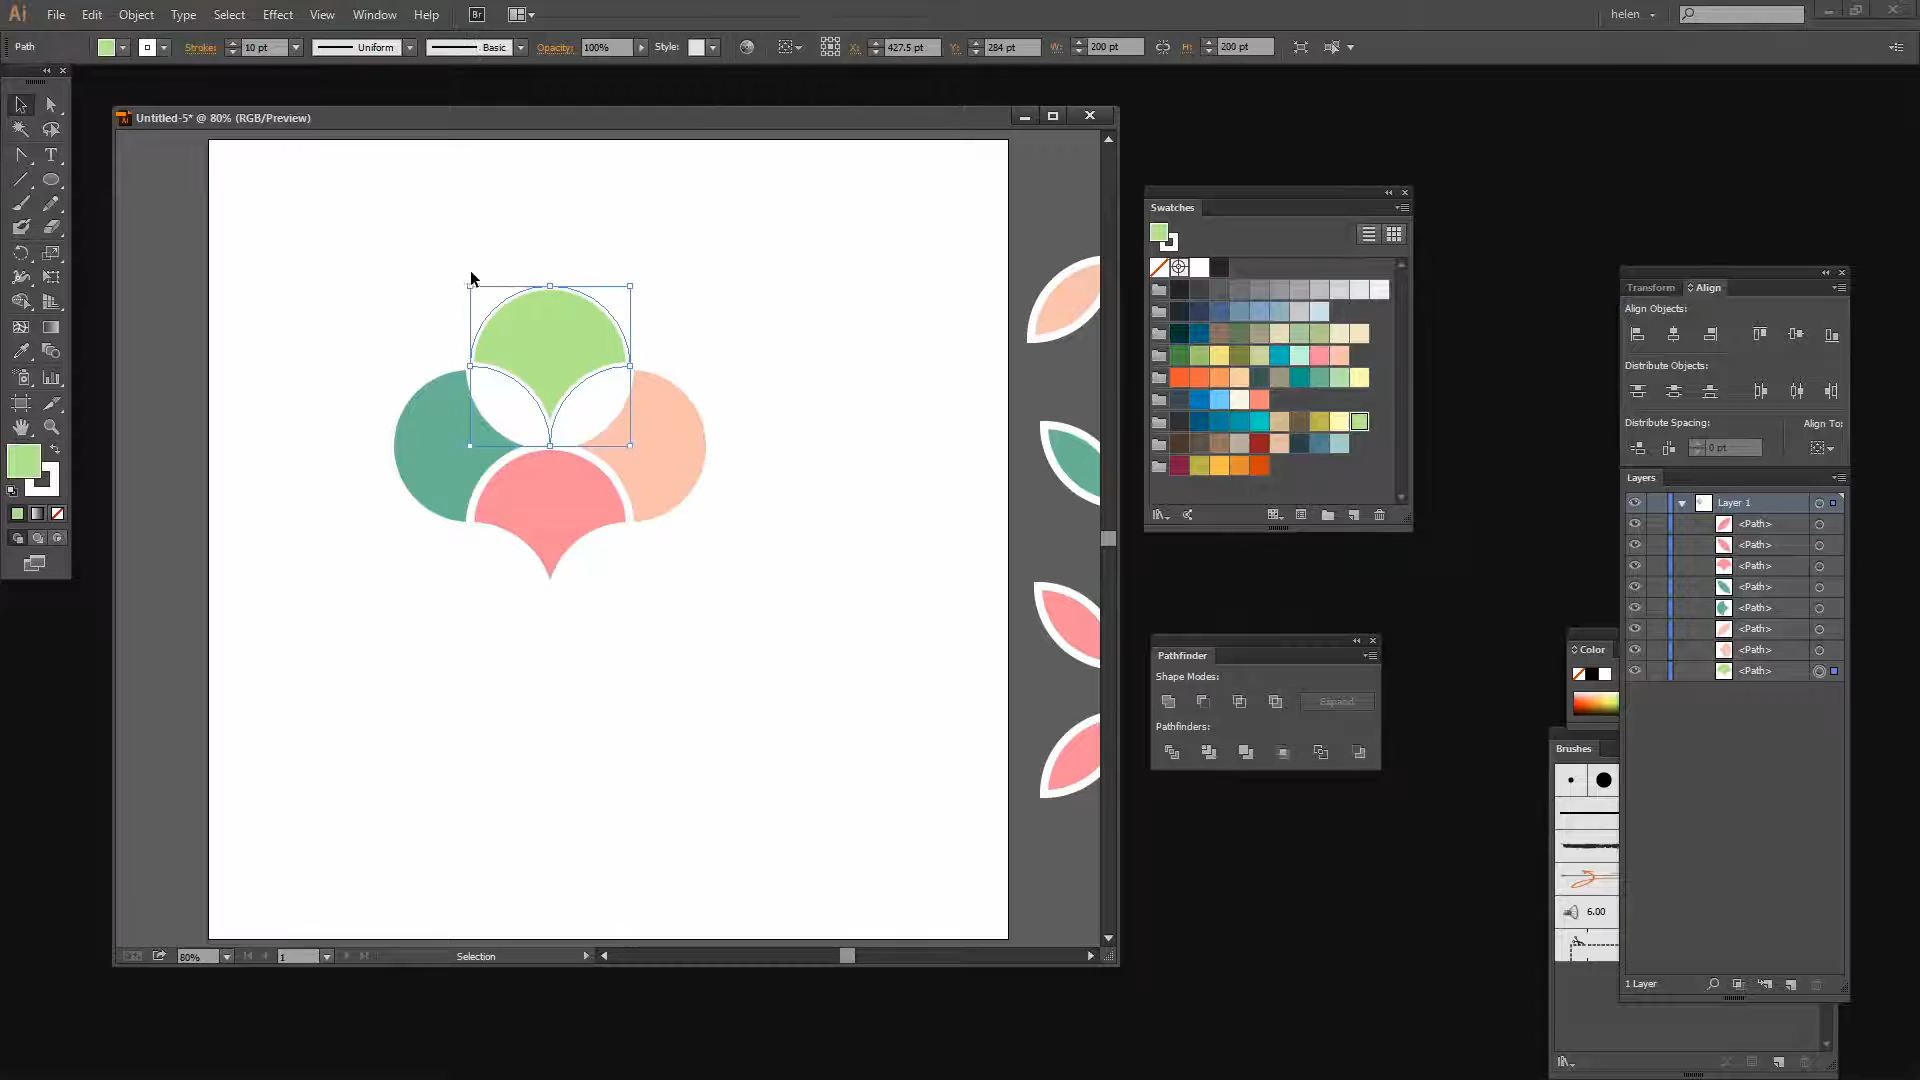 Ai File Edit Object Type Select Effect View Window Help Br helen
Path Stroke: 10 pt Uniform Basic Opacity: 100% Style: X: 427.5 pt Y: 284 pt W: 200 pt H: 200 pt
Untitled-5* @ 80% (RGB/Preview)
Swatches
Transform Align
Align Objects:
Distribute Objects:
Distribute Spacing: Align To:
0 pt
Layers
Layer 1
<Path>
<Path>
<Path>
<Path>
<Path>
<Path>
<Path>
<Path>
Pathfinder
Shape Modes:
Expand
Pathfinders:
Color
Brushes
6.00
80% 1 Selection
1 Layer